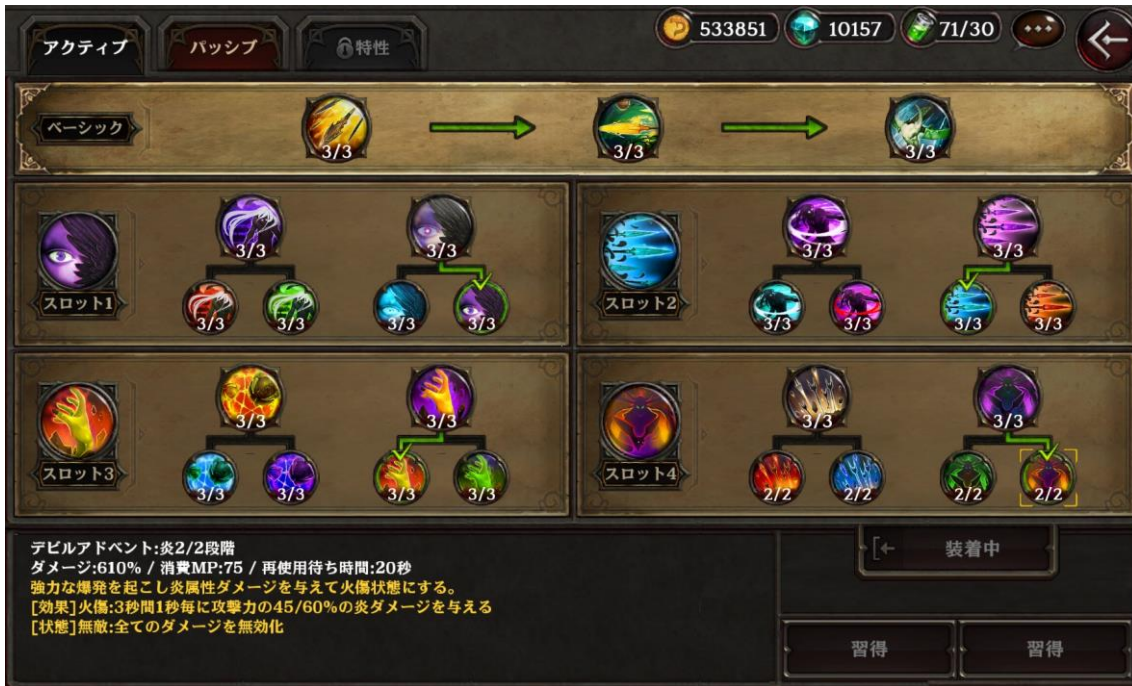 アクティブ パッシブ 特性 533851 10157 71/30
ベーシック 3/3 3/3 3/3
スロット1 3/3 3/3
3/3 3/3 3/3 3/3
スロット2 3/3 3/3
3/3 3/3 3/3 3/3
スロット3 3/3 3/3
3/3 3/3 3/3 3/3
スロット4 3/3 3/3
2/2 2/2 2/2 2/2
デビルアドベント:炎2/2段階
ダメージ:610% / 消費MP:75 / 再使用待ち時間:20秒
強力な爆発を起こし炎属性ダメージを与えて火傷状態にする。
[効果]火傷:3秒間1秒毎に攻撃力の45/60%の炎ダメージを与える
[状態]無敵:全てのダメージを無効化
装着中
習得 習得